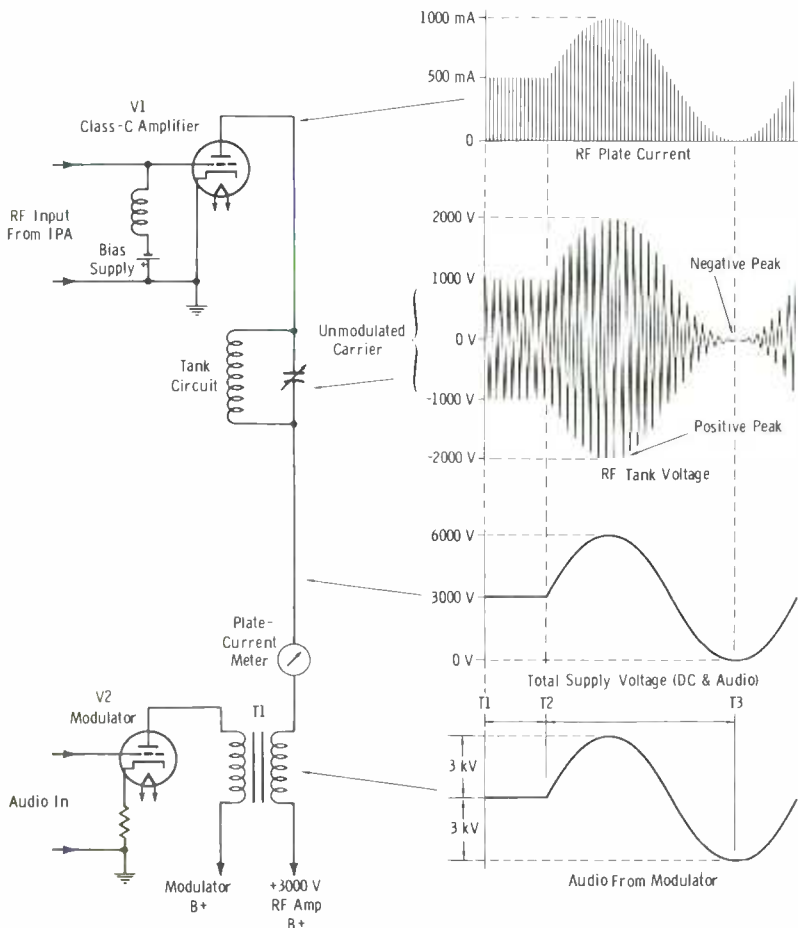 1000 mA
500 mA
0
RF Plate Current
V1
Class-C Amplifier
RF Input
From IPA
Bias
Supply
+
2000 V
1000 V
0 V
-1000 V
-2000 V
Negative Peak
Positive Peak
RF Tank Voltage
Unmodulated
Carrier
Tank
Circuit
6000 V
3000 V
0 V
Total Supply Voltage (DC & Audio)
Plate-
Current
Meter
V2
Modulator
T1
Audio In
Modulator
B+
+3000 V
RF Amp
B+
T1
T2
T3
3 kV
3 kV
Audio From Modulator